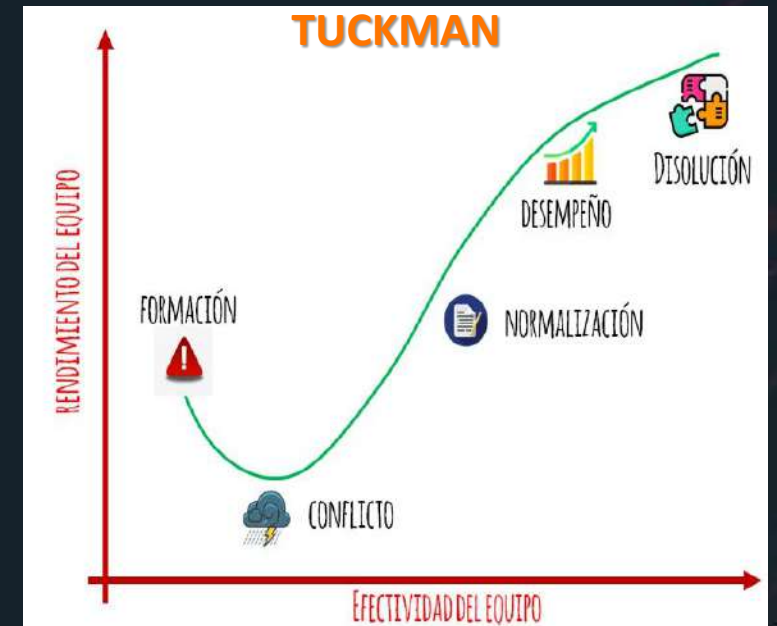 TUCKMAN
RENDIMIENTO DEL EQUIPO
FORMACIÓN
CONFLICTO
NORMALIZACIÓN
DESEMPEÑO
DISOLUCIÓN
EFECTIVIDAD DEL EQUIPO